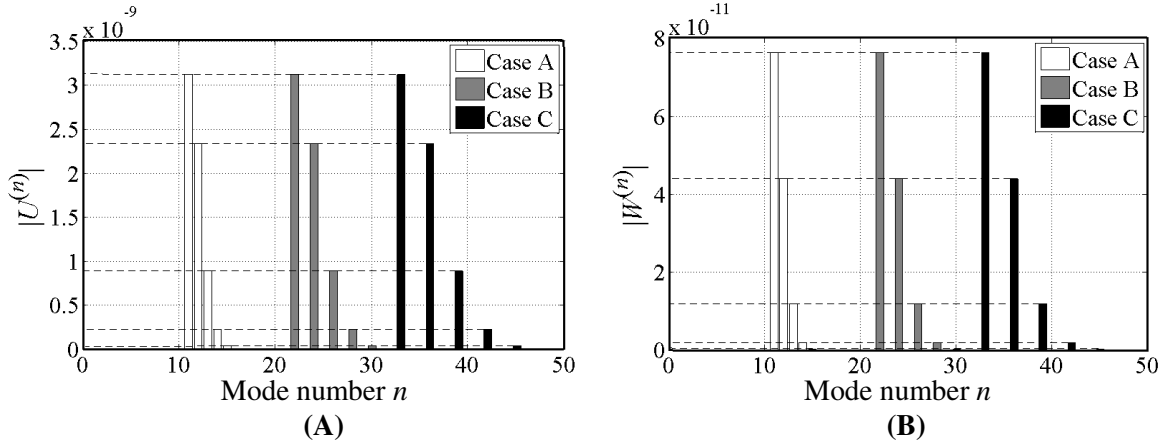 x 10^-9
3.5
3
2.5
2
1.5
1
0.5
0
0 10 20 30 40 50
|U^(n)|
Mode number n
Case A
Case B
Case C
(A)
x 10^-11
8
6
4
2
0
0 10 20 30 40 50
|W^(n)|
Mode number n
Case A
Case B
Case C
(B)